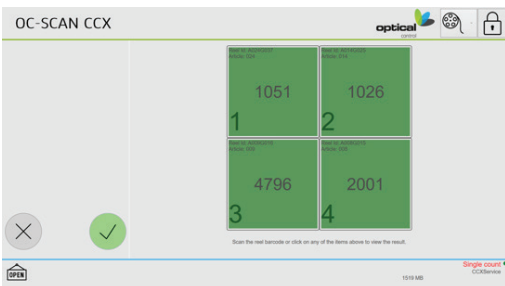 OC-SCAN CCX
optical
control
1051
1
1026
2
4796
3
2001
4
Scan the reel barcode or click on any of the items above to view the result.
OPEN
1519 MB
Single count
CCXService